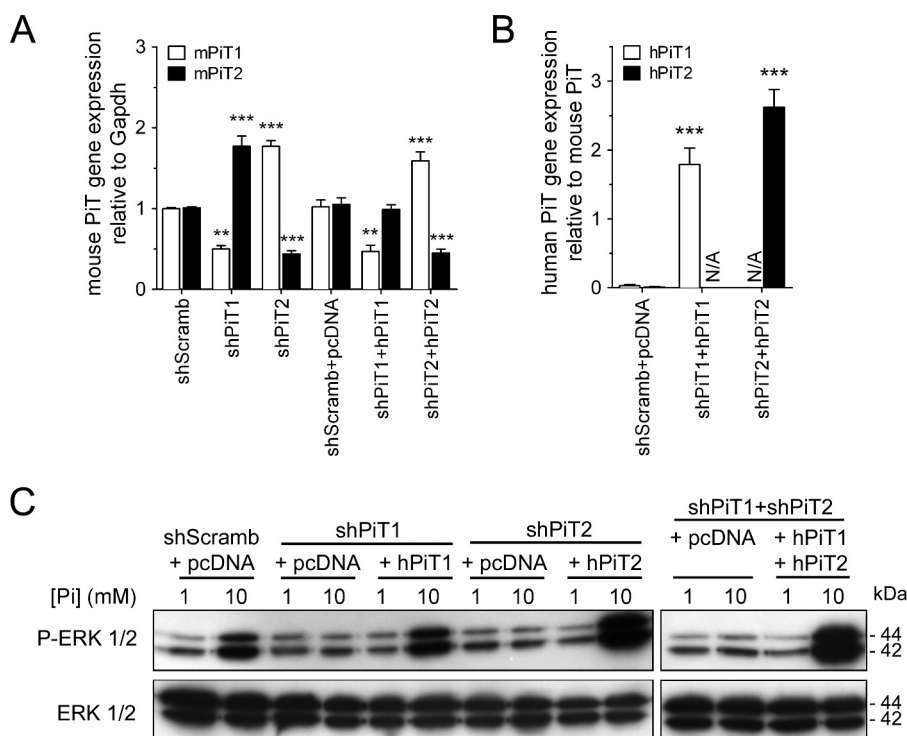 A
mouse PiT gene expression
relative to Gapdh
3
2
1
0
mPiT1
mPiT2
**
***
***
***
**
***
***
shScramb
shPiT1
shPiT2
shScramb+pcDNA
shPiT1+hPiT1
shPiT2+hPiT2
B
human PiT gene expression
relative to mouse PiT
3
2
1
0
hPiT1
hPiT2
***
N/A
N/A
***
shScramb+pcDNA
shPiT1+hPiT1
shPiT2+hPiT2
C
shScramb
+ pcDNA
shPiT1
+ pcDNA + hPiT1
shPiT2
+ pcDNA + hPiT2
shPiT1+shPiT2
+ pcDNA + hPiT1
+ hPiT2
[Pi] (mM) 1 10 1 10 1 10 1 10 1 10 1 10 1 10 kDa
P-ERK 1/2 - 44
- 42
ERK 1/2 - 44
- 42